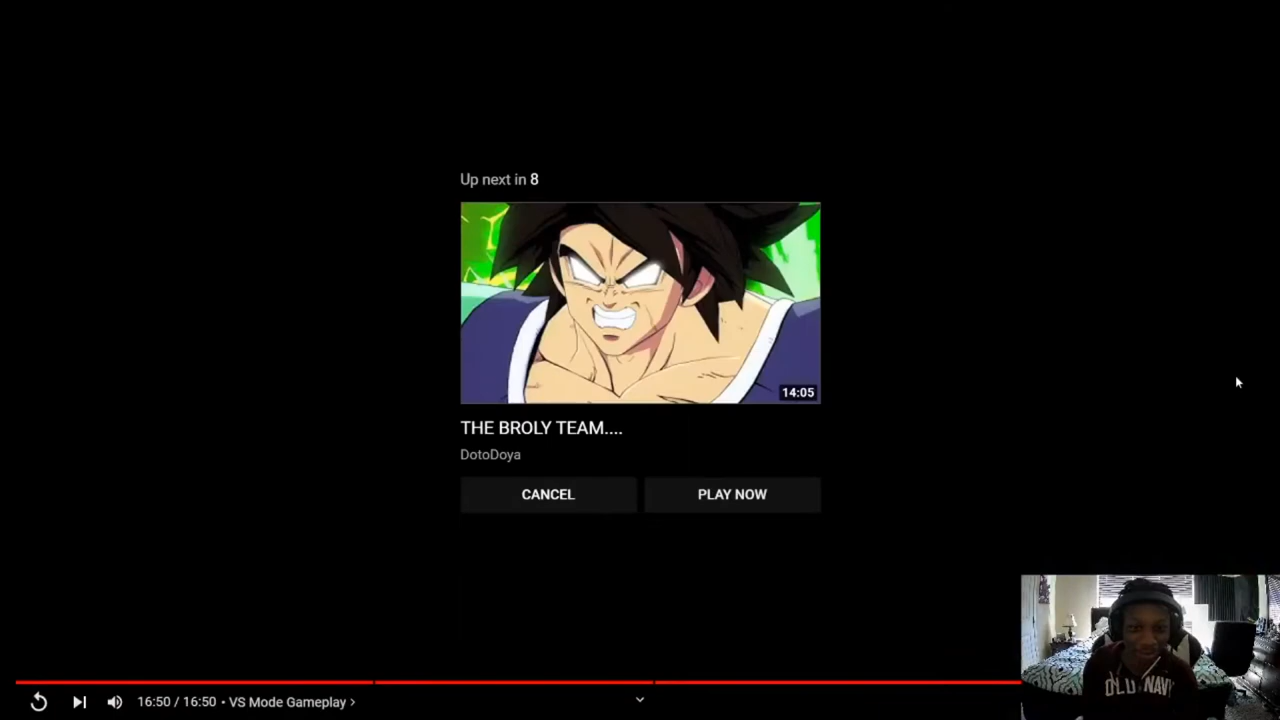 Up next in 8
14:05
THE BROLY TEAM....
DotoDoya
CANCEL
PLAY NOW
OLD NAVY
16:50 / 16:50 • VS Mode Gameplay >